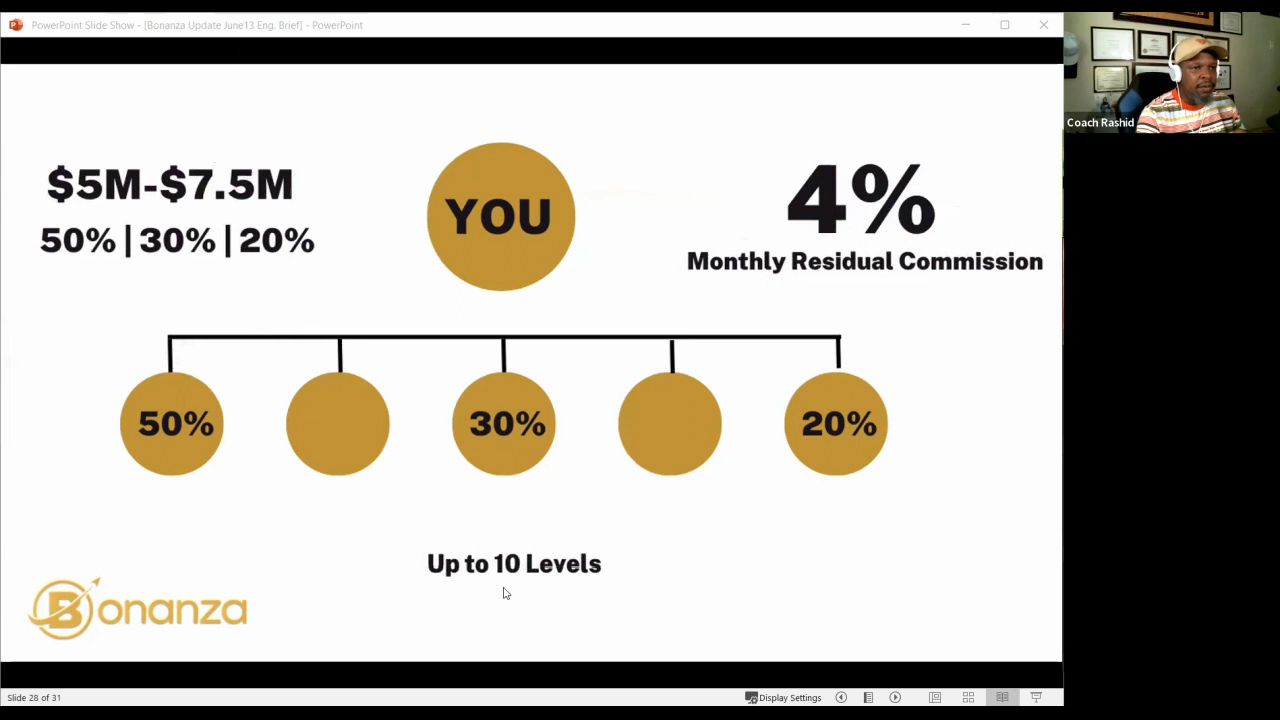 PowerPoint Slide Show - [Bonanza Update June13 Eng. Brief] - PowerPoint
Coach Rashid
$5M-$7.5M
50% | 30% | 20%
YOU
4%
Monthly Residual Commission
50%
30%
20%
Up to 10 Levels
Bonanza
Slide 28 of 31
Display Settings